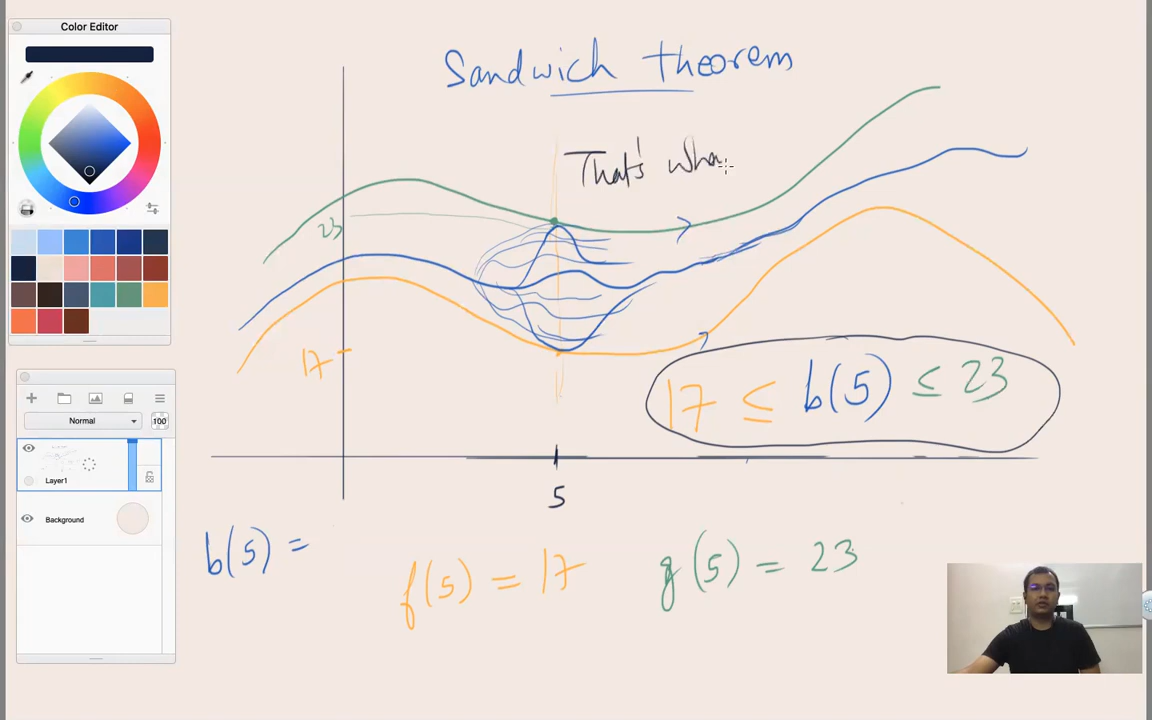 Color Editor
Sandwich theorem
That's wha
23
17
17 ≤ b(5) ≤ 23
Normal
100
Layer1
Background
5
b(5) =
f(5) = 17
g(5) = 23